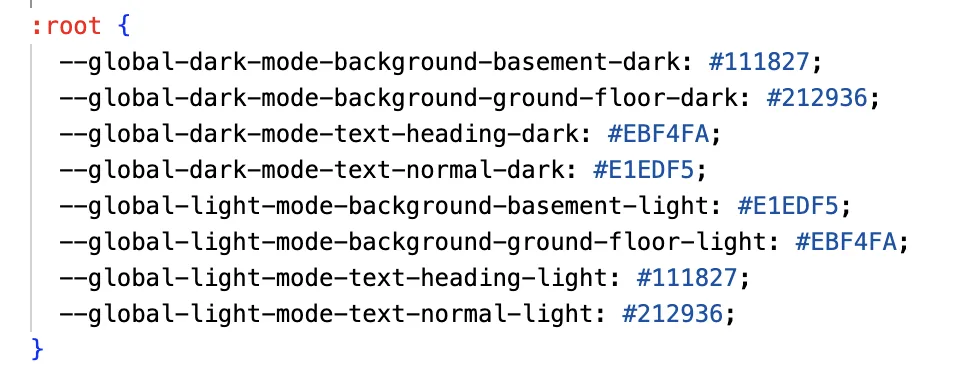 :root {
  --global-dark-mode-background-basement-dark: #111827;
  --global-dark-mode-background-ground-floor-dark: #212936;
  --global-dark-mode-text-heading-dark: #EBF4FA;
  --global-dark-mode-text-normal-dark: #E1EDF5;
  --global-light-mode-background-basement-light: #E1EDF5;
  --global-light-mode-background-ground-floor-light: #EBF4FA;
  --global-light-mode-text-heading-light: #111827;
  --global-light-mode-text-normal-light: #212936;
}